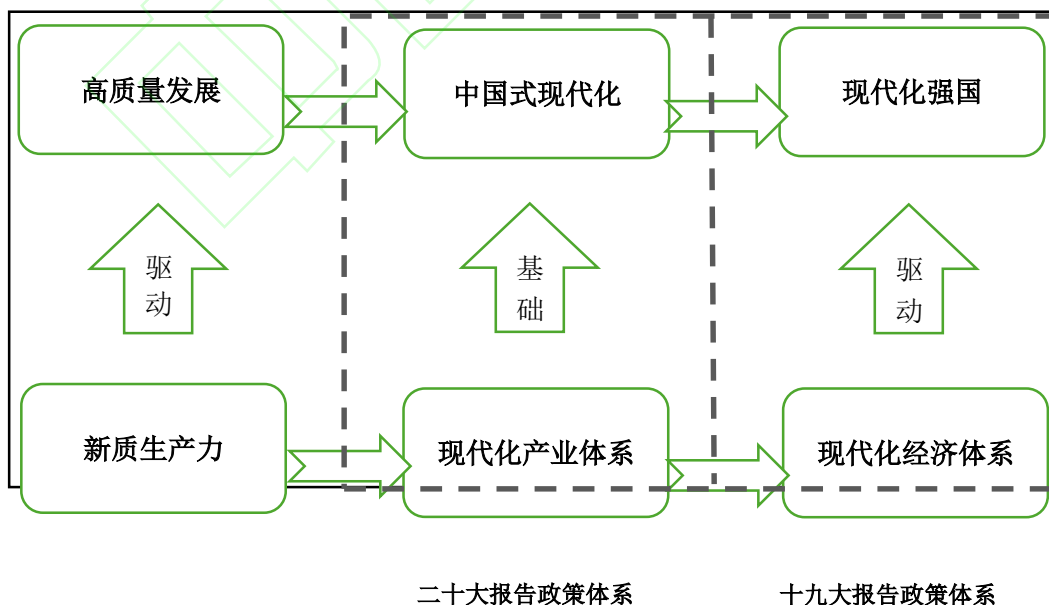 高质量发展
中国式现代化
现代化强国
驱
动
基
础
驱
动
新质生产力
现代化产业体系
现代化经济体系
二十大报告政策体系
十九大报告政策体系